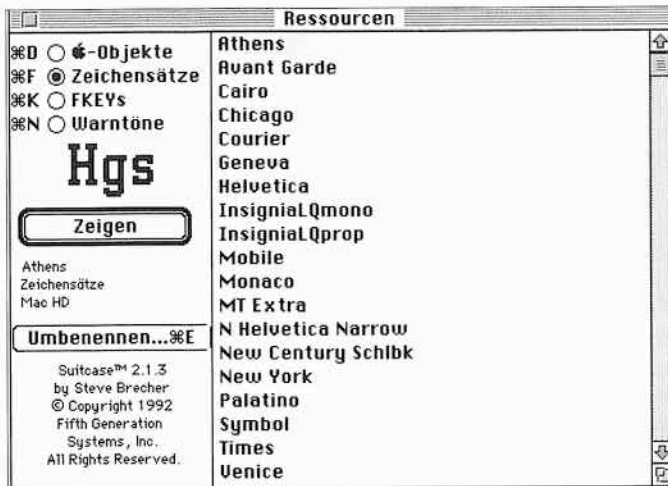 Ressourcen
⌘D -Objekte
⌘F Zeichensätze
⌘K FKEYs
⌘N Warntöne
Hgs
Zeigen
Athens
Zeichensätze
Mac HD
Umbenennen...⌘E
Suitcase™ 2.1.3
by Steve Brecher
© Copyright 1992
Fifth Generation
Systems, Inc.
All Rights Reserved.
Athens
Avant Garde
Cairo
Chicago
Courier
Geneva
Helvetica
InsigniaLQmono
InsigniaLQprop
Mobile
Monaco
MT Extra
N Helvetica Narrow
New Century Schlbk
New York
Palatino
Symbol
Times
Venice